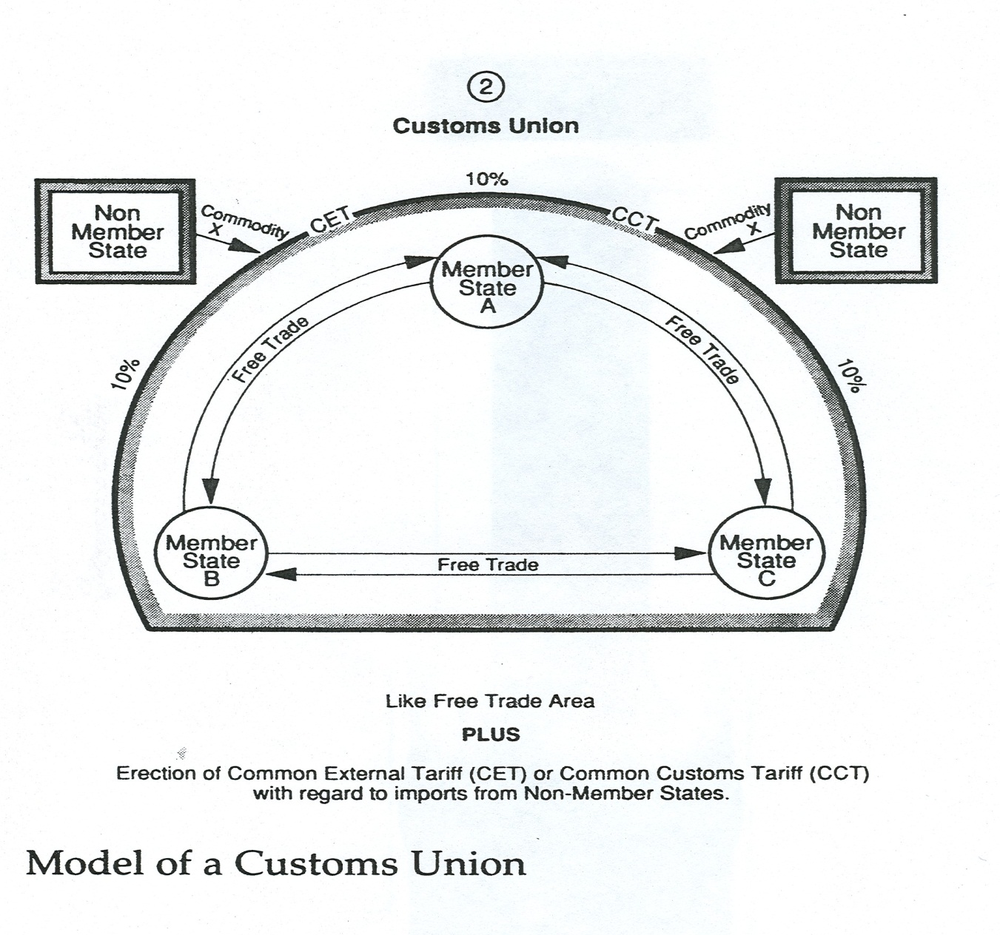 2
Customs Union
10%
Non
Member
State
Commodity
X
CET
CCT
Commodity
X
Non
Member
State
Member
State
A
Free Trade
Free Trade
10%
10%
Member
State
B
Free Trade
Member
State
C
Like Free Trade Area
PLUS
Erection of Common External Tariff (CET) or Common Customs Tariff (CCT)
with regard to imports from Non-Member States.
Model of a Customs Union